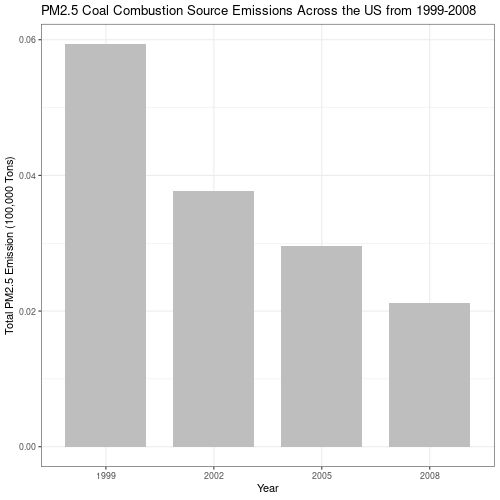 PM2.5 Coal Combustion Source Emissions Across the US from 1999-2008
Total PM2.5 Emission (100,000 Tons)
0.06
0.04
0.02
0.00
1999 2002 2005 2008
Year